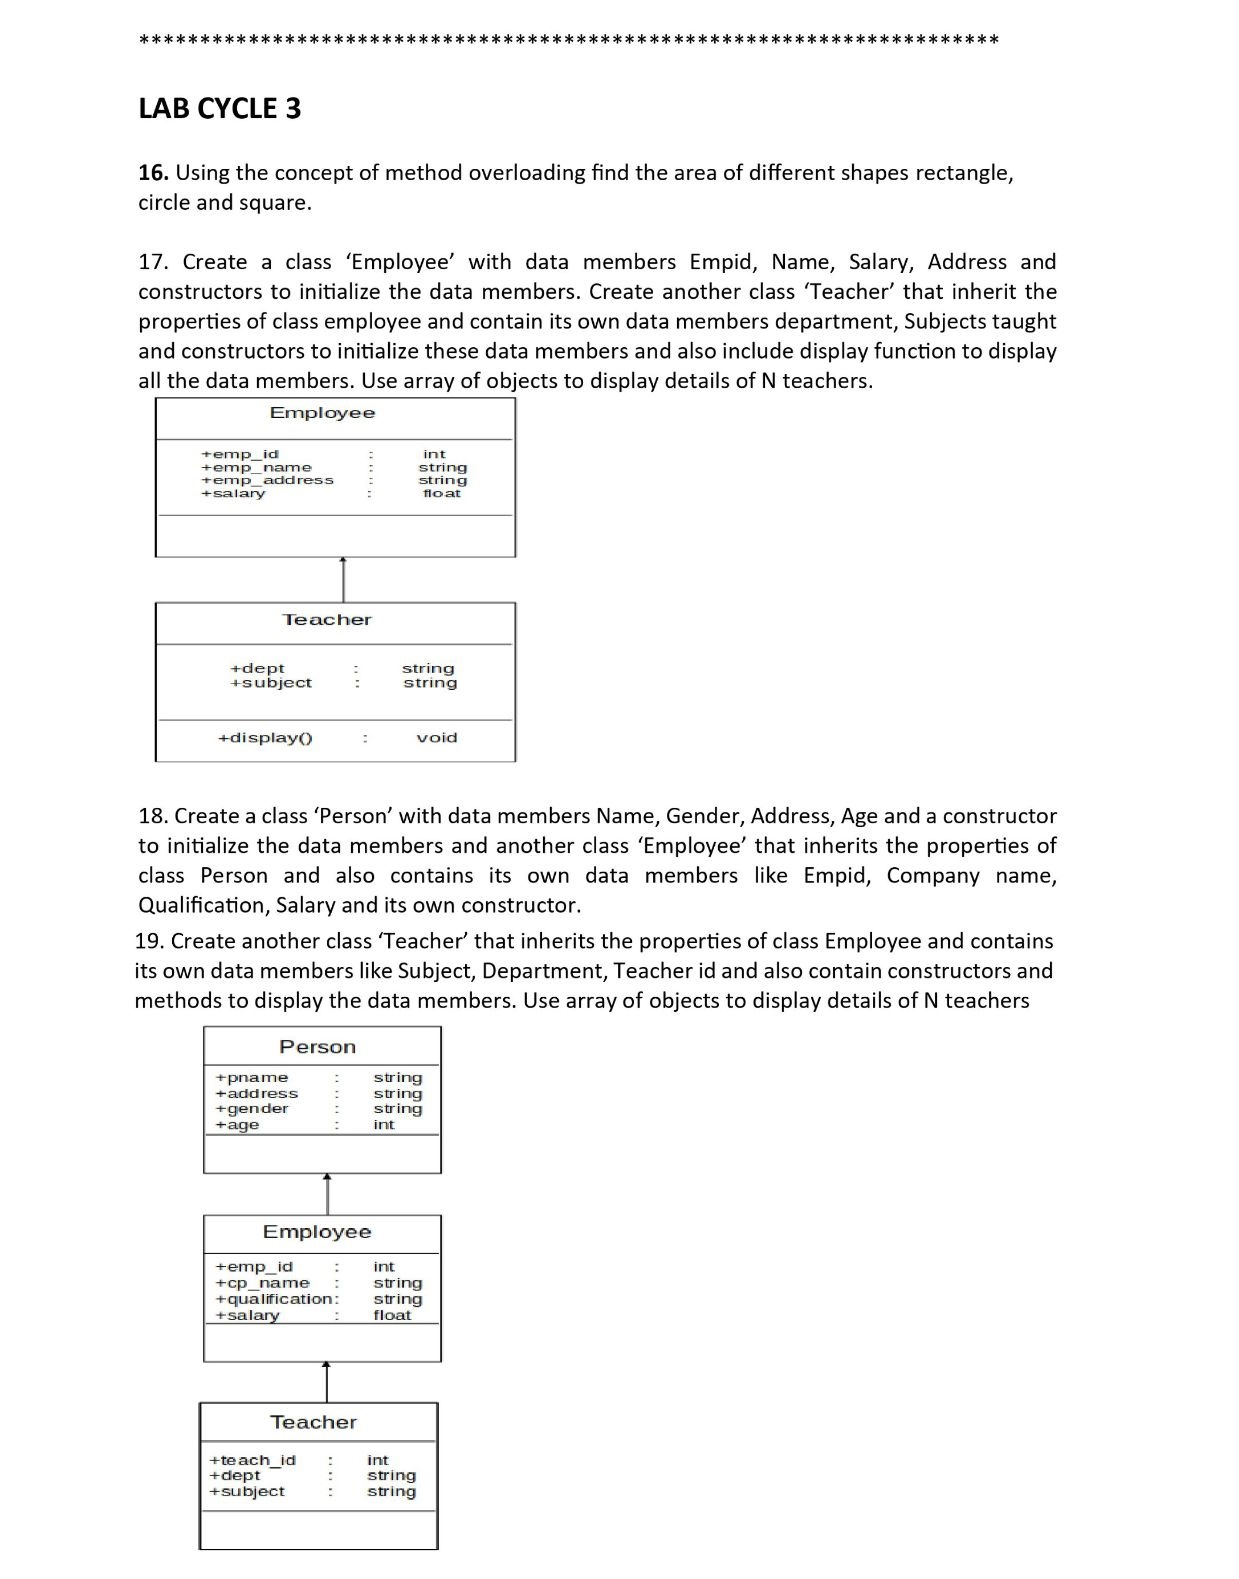 ***********************************************************************
LAB CYCLE 3
16. Using the concept of method overloading find the area of different shapes rectangle,
circle and square.
17. Create a class ‘Employee’ with data members Empid, Name, Salary, Address and
constructors to initialize the data members. Create another class ‘Teacher’ that inherit the
properties of class employee and contain its own data members department, Subjects taught
and constructors to initialize these data members and also include display function to display
all the data members. Use array of objects to display details of N teachers.
Employee
+emp_id : int
+emp_name : string
+emp_address : string
+salary : float
Teacher
+dept : string
+subject : string
+display() : void
18. Create a class ‘Person’ with data members Name, Gender, Address, Age and a constructor
to initialize the data members and another class ‘Employee’ that inherits the properties of
class Person and also contains its own data members like Empid, Company name,
Qualification, Salary and its own constructor.
19. Create another class ‘Teacher’ that inherits the properties of class Employee and contains
its own data members like Subject, Department, Teacher id and also contain constructors and
methods to display the data members. Use array of objects to display details of N teachers
Person
+pname : string
+address : string
+gender : string
+age : int
Employee
+emp_id : int
+cp_name : string
+qualification: string
+salary : float
Teacher
+teach_id : int
+dept : string
+subject : string